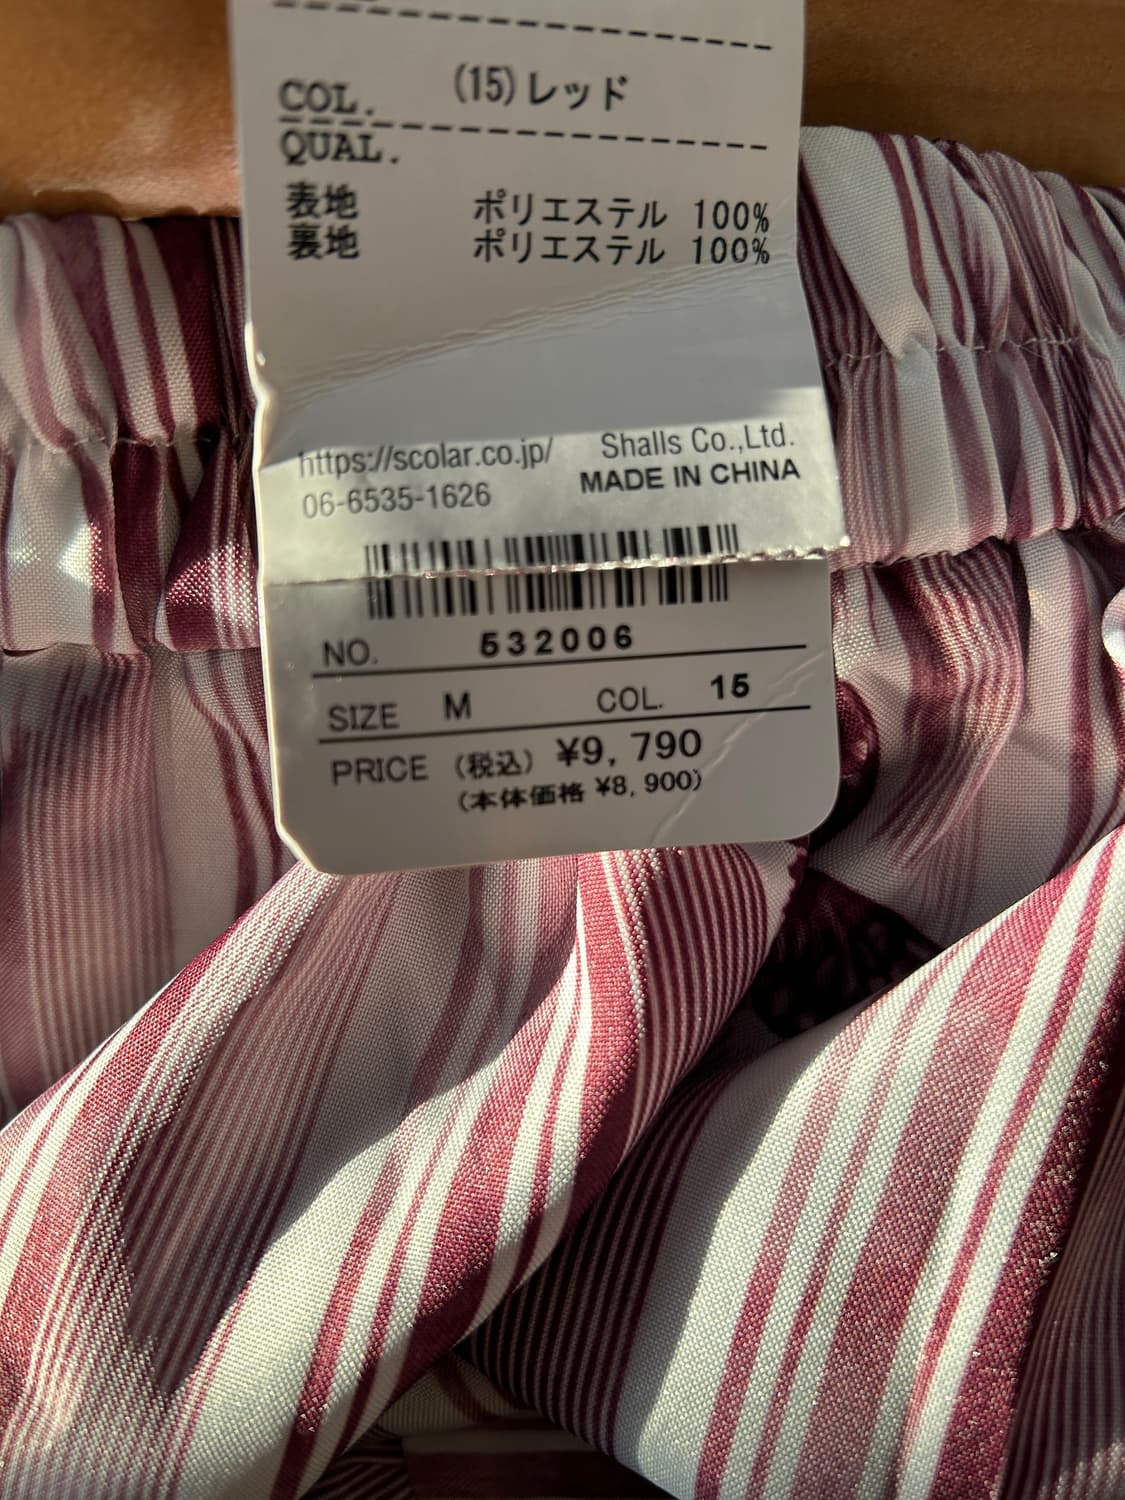 COL. (15)レッド
QUAL.
表地 ポリエステル 100%
裏地 ポリエステル 100%
https://scolar.co.jp/ Shalls Co.,Ltd.
06-6535-1626 MADE IN CHINA
NO. 532006
SIZE M COL. 15
PRICE (税込) ¥9,790
(本体価格 ¥8,900)